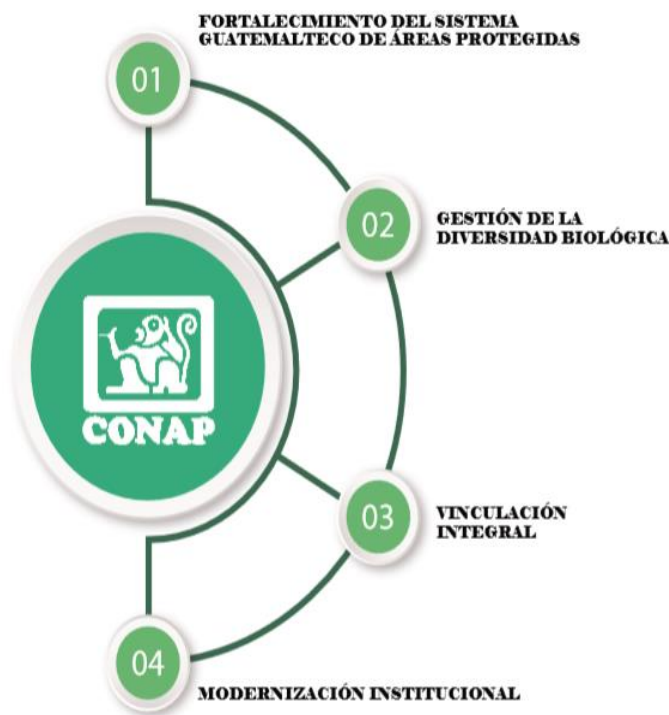 FORTALECIMIENTO DEL SISTEMA
GUATEMALTECO DE ÁREAS PROTEGIDAS
01
02
GESTIÓN DE LA
DIVERSIDAD BIOLÓGICA
CONAP
03
VINCULACIÓN
INTEGRAL
04
MODERNIZACIÓN INSTITUCIONAL